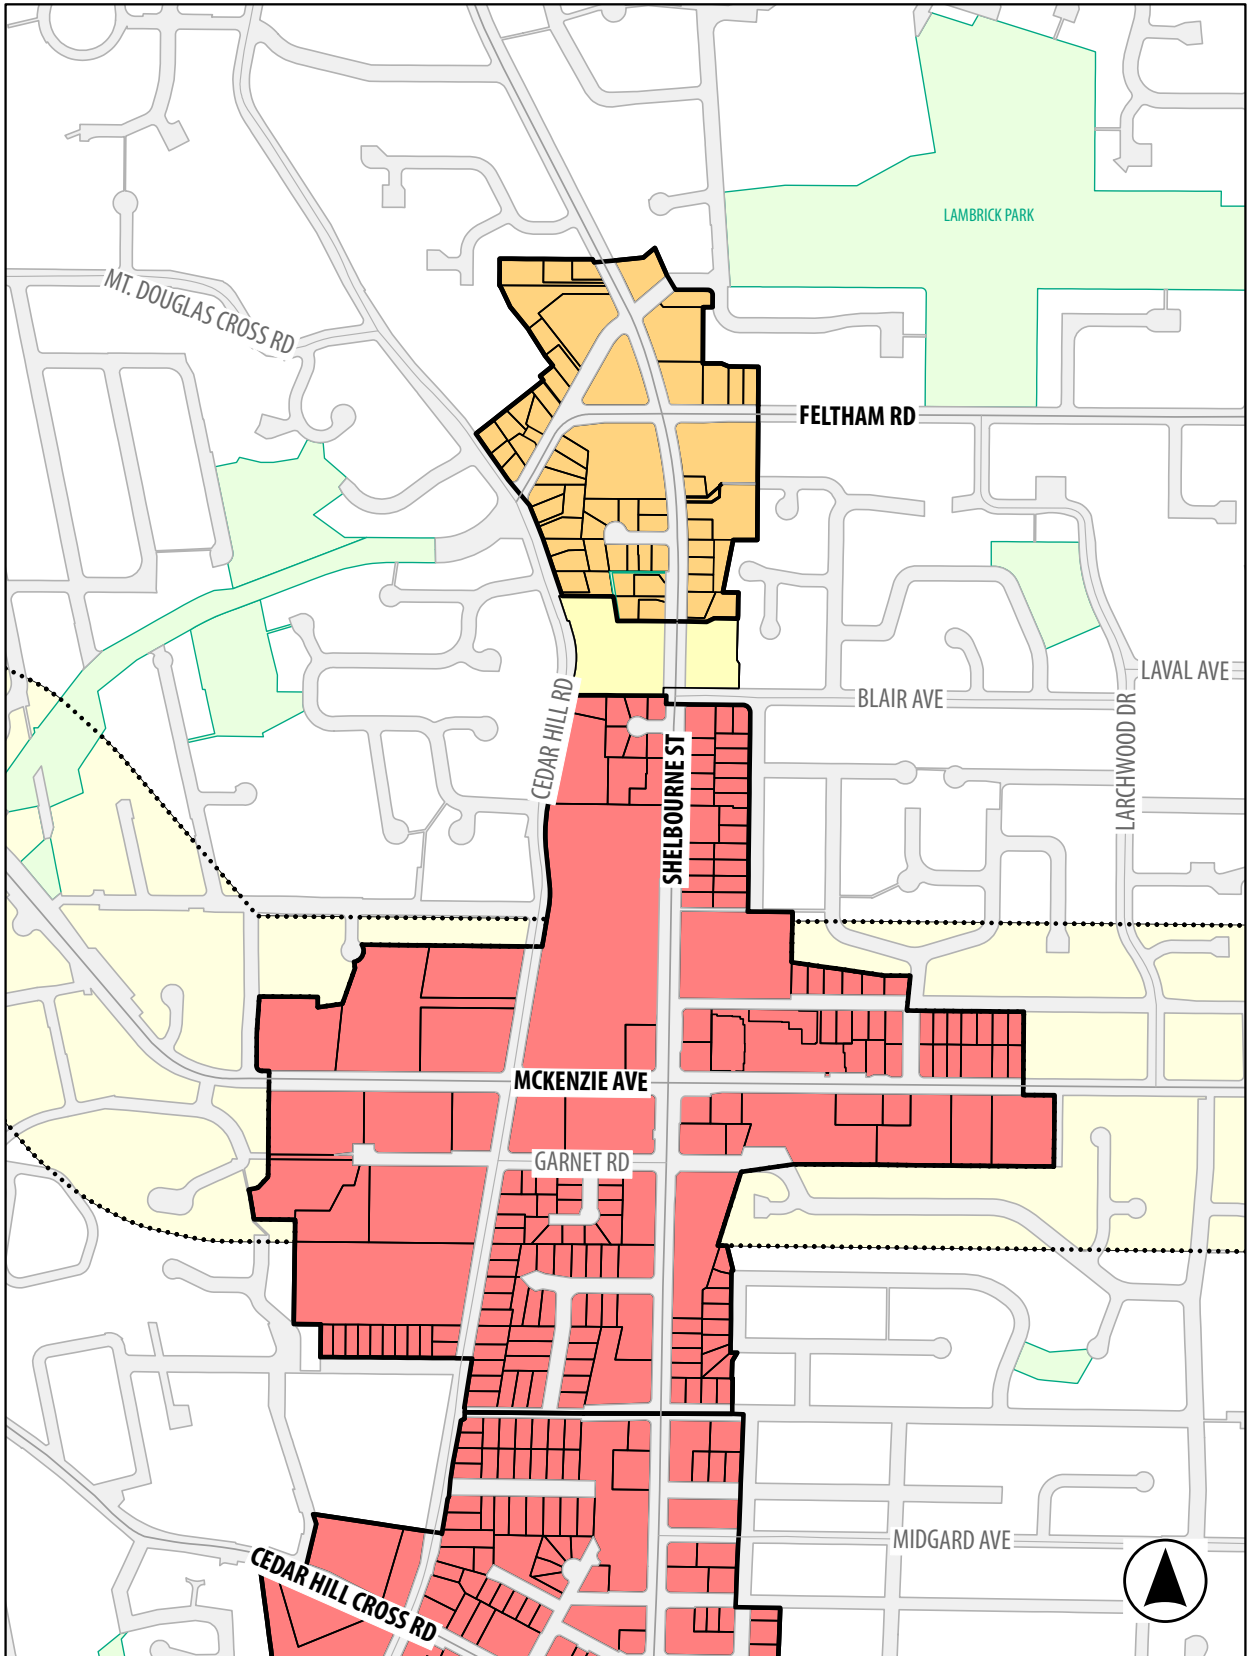 LAMBRICK PARK
MT. DOUGLAS CROSS RD
FELTHAM RD
LAVAL AVE
BLAIR AVE
CEDAR HILL RD
LARCHWOOD DR
SHELBOURNE ST
MCKENZIE AVE
GARNET RD
MIDGARD AVE
CEDAR HILL CROSS RD